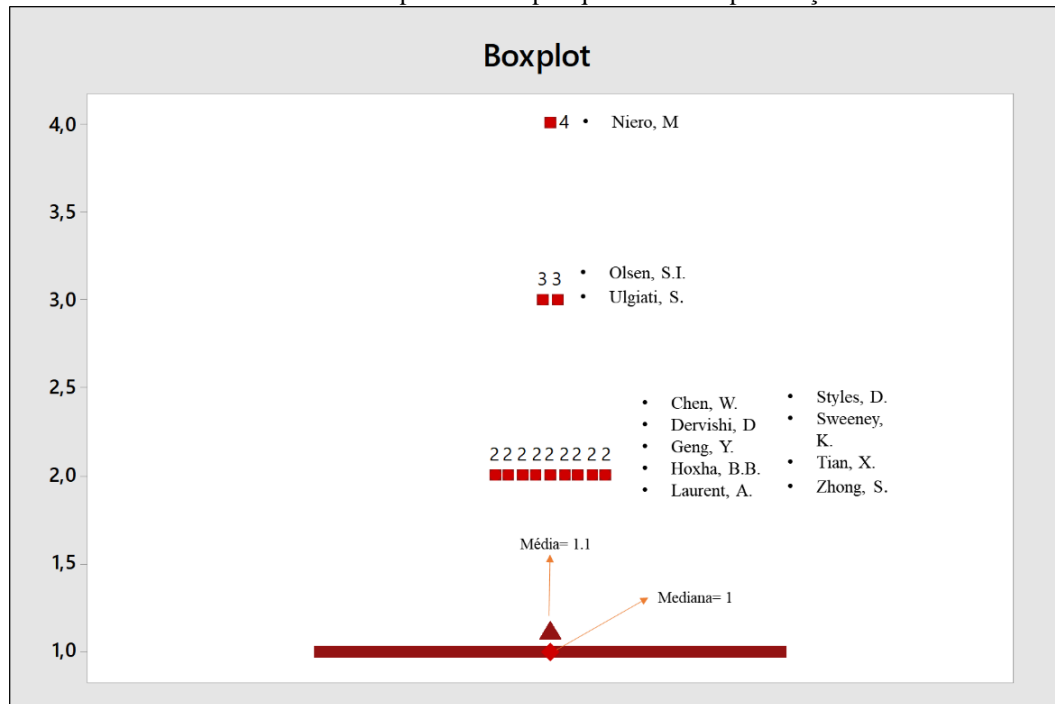 Boxplot
4,0
4
• Niero, M
3,5
3 3
• Olsen, S.I.
3,0
• Ulgiati, S.
2,5
• Chen, W.
• Dervishi, D
• Geng, Y.
• Hoxha, B.B.
• Laurent, A.
• Styles, D.
• Sweeney,
K.
• Tian, X.
• Zhong, S.
2 2 2 2 2 2 2 2 2
2,0
1,5
Média= 1.1
Mediana= 1
1,0